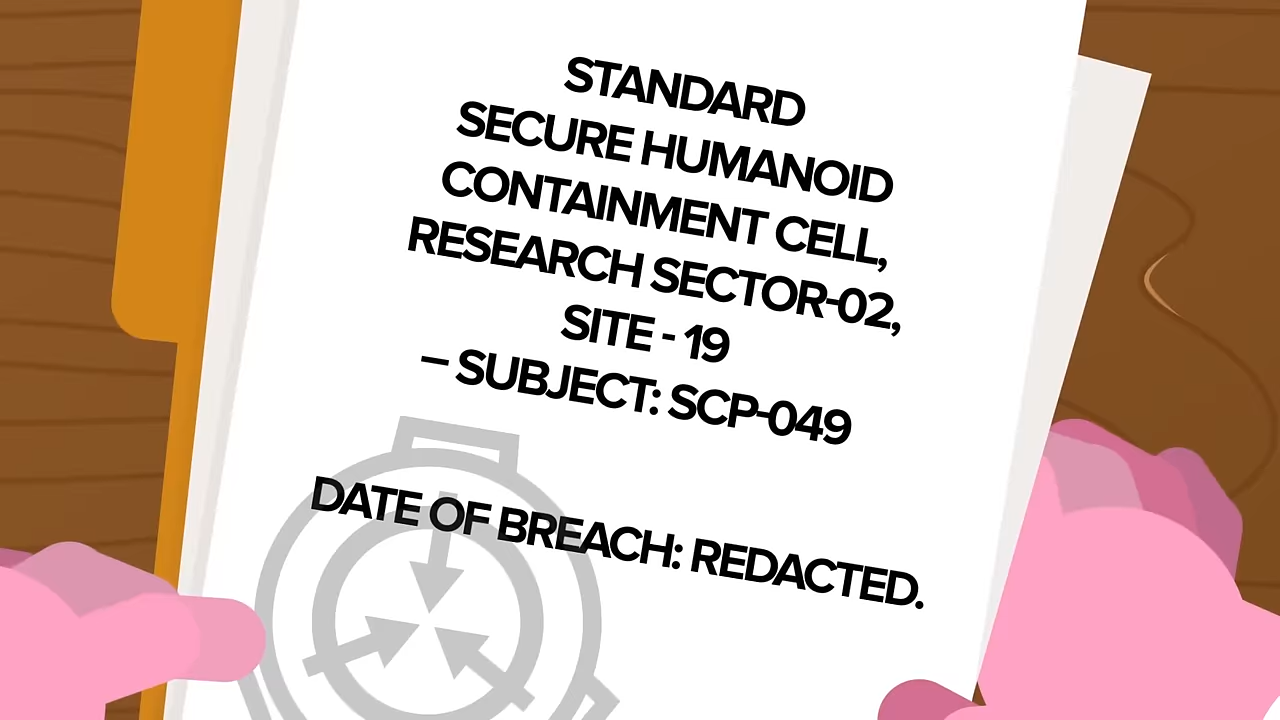 STANDARD
SECURE HUMANOID
CONTAINMENT CELL,
RESEARCH SECTOR-02,
SITE - 19
– SUBJECT: SCP-049
DATE OF BREACH: REDACTED.